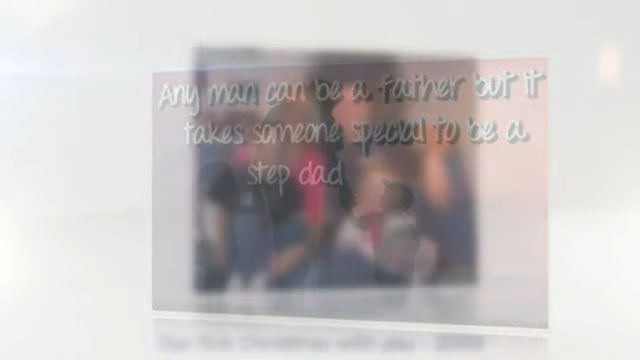 Any man can be a father but it
takes someone special to be a
step dad